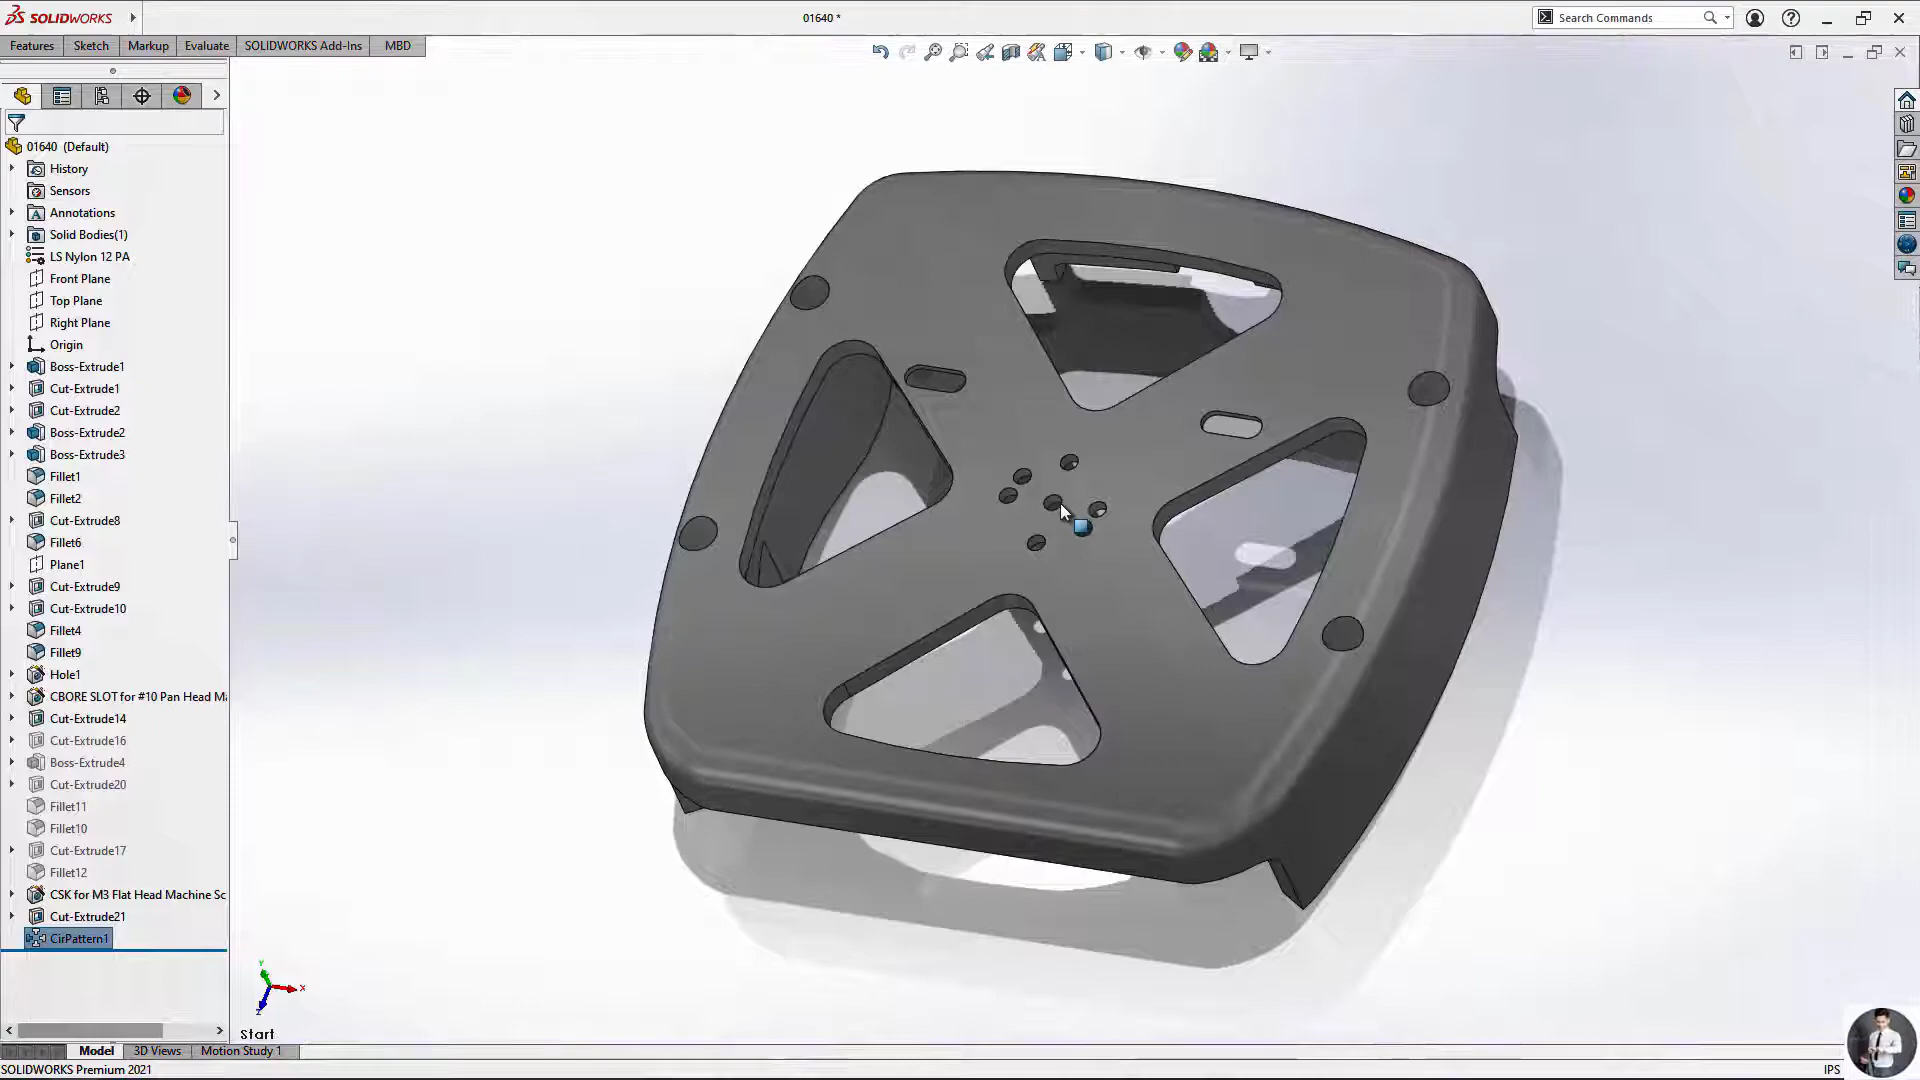 SOLIDWORKS
01640 *
Search Commands
Features
Sketch
Markup
Evaluate
SOLIDWORKS Add-Ins
MBD
01640 (Default)
History
Sensors
Annotations
Solid Bodies(1)
LS Nylon 12 PA
Front Plane
Top Plane
Right Plane
Origin
Boss-Extrude1
Cut-Extrude1
Cut-Extrude2
Boss-Extrude2
Boss-Extrude3
Fillet1
Fillet2
Cut-Extrude8
Fillet6
Plane1
Cut-Extrude9
Cut-Extrude10
Fillet4
Fillet9
Hole1
CBORE SLOT for #10 Pan Head Ma
Cut-Extrude14
Cut-Extrude16
Boss-Extrude4
Cut-Extrude20
Fillet11
Fillet10
Cut-Extrude17
Fillet12
CSK for M3 Flat Head Machine Sc
Cut-Extrude21
CirPattern1
Y
X
Z
Start
Model
3D Views
Motion Study 1
SOLIDWORKS Premium 2021
IPS